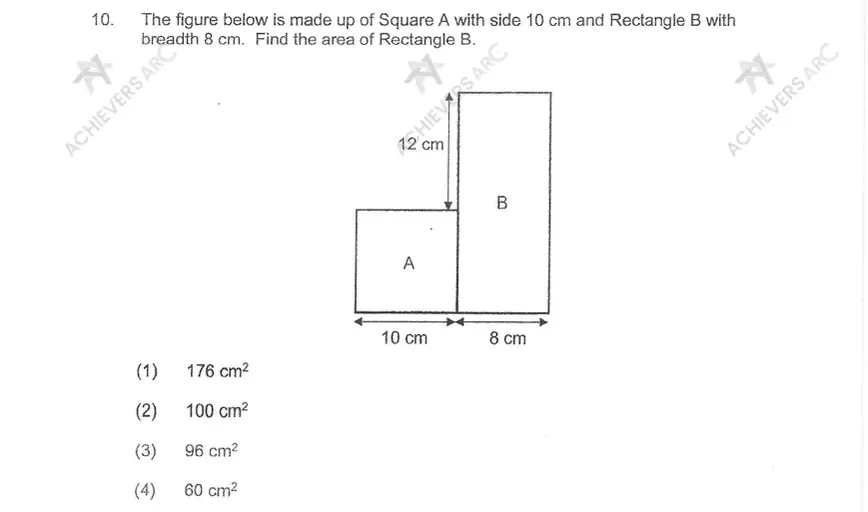 10. The figure below is made up of Square A with side 10 cm and Rectangle B with
breadth 8 cm. Find the area of Rectangle B.
ACHIEVERS ARC
ACHIEVERS ARC
ACHIEVERS ARC
12 cm
B
A
10 cm
8 cm
(1) 176 cm²
(2) 100 cm²
(3) 96 cm²
(4) 60 cm²